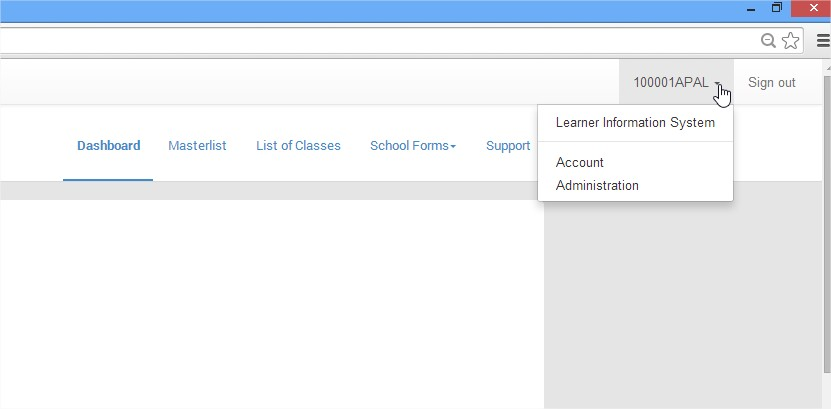 100001APAL
Sign out
Learner Information System
Account
Administration
Dashboard
Masterlist
List of Classes
School Forms
Support